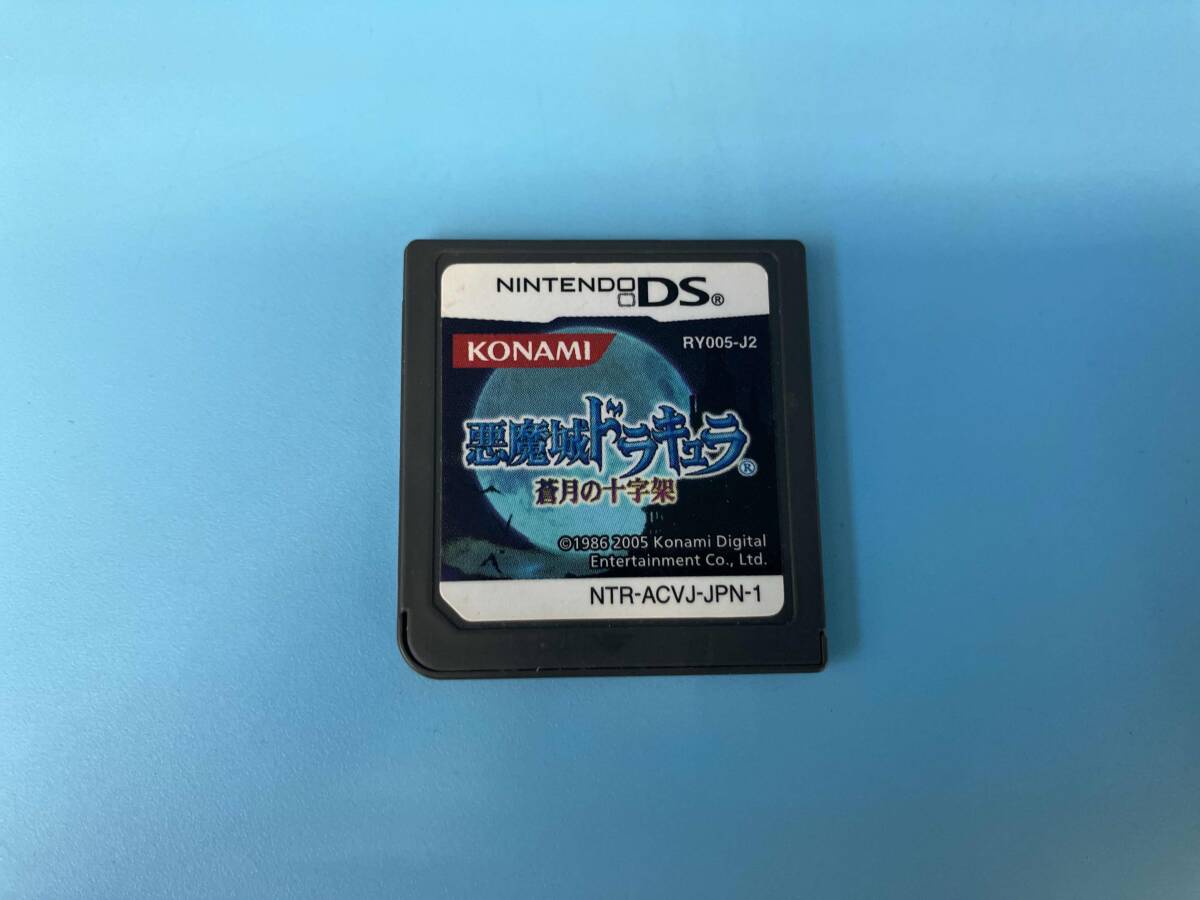 NINTENDO DS®
KONAMI
RY005-J2
悪魔城ドラキュラ®
蒼月の十字架
©1986 2005 Konami Digital
Entertainment Co., Ltd.
NTR-ACVJ-JPN-1